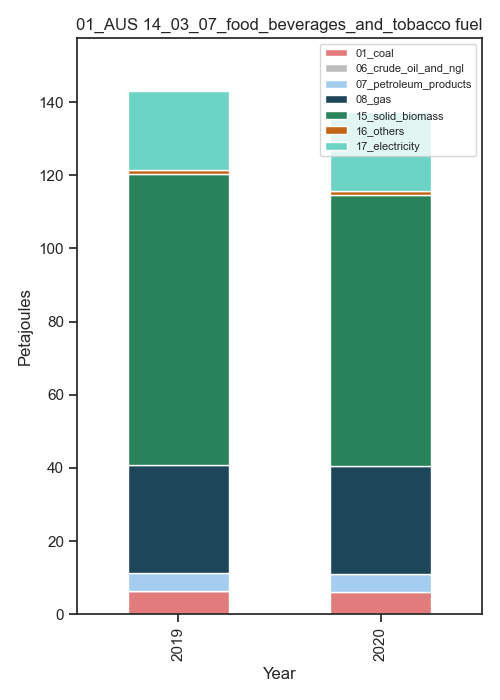 01_AUS 14_03_07_food_beverages_and_tobacco fuel
01_coal
06_crude_oil_and_ngl
07_petroleum_products
08_gas
15_solid_biomass
16_others
17_electricity
140
120
100
80
60
40
20
0
Petajoules
2019
2020
Year